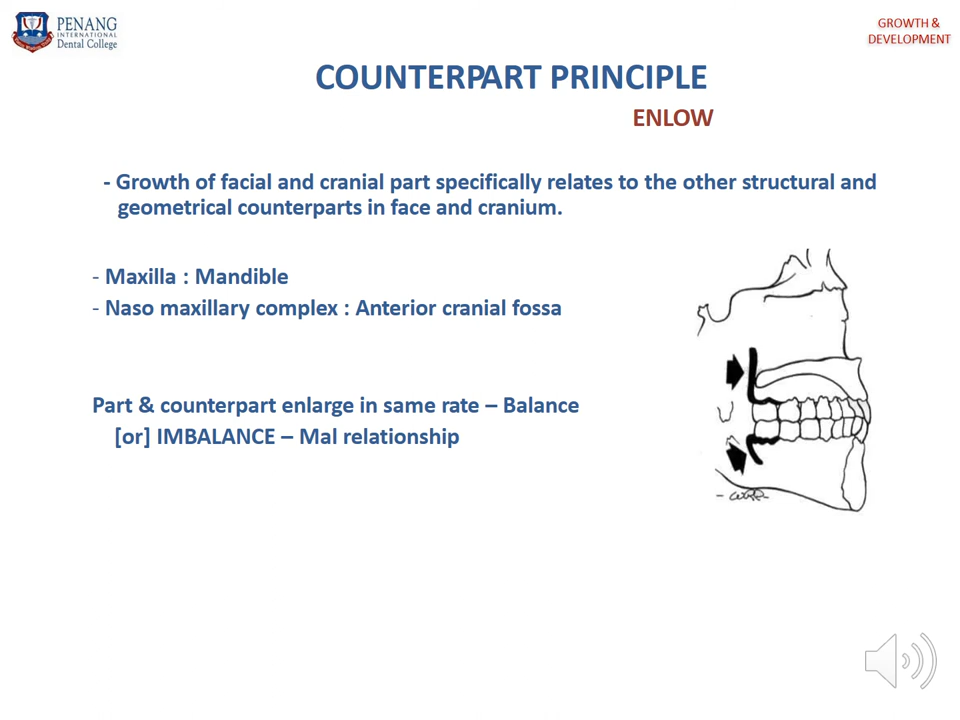 PENANG
INTERNATIONAL
Dental College
GROWTH &
DEVELOPMENT
COUNTERPART PRINCIPLE
ENLOW
- Growth of facial and cranial part specifically relates to the other structural and
geometrical counterparts in face and cranium.
- Maxilla : Mandible
- Naso maxillary complex : Anterior cranial fossa
Part & counterpart enlarge in same rate – Balance
[or] IMBALANCE – Mal relationship